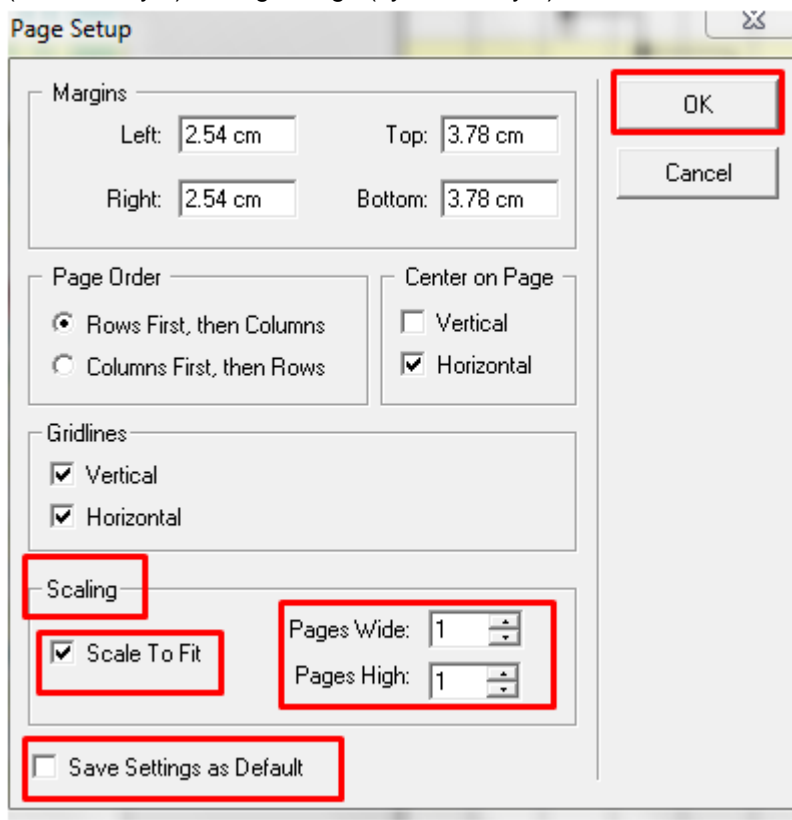 Page Setup
Margins
Left: 2.54 cm Top: 3.78 cm
Right: 2.54 cm Bottom: 3.78 cm
OK
Cancel
Page Order
Rows First, then Columns
Columns First, then Rows
Center on Page
Vertical
Horizontal
Gridlines
Vertical
Horizontal
Scaling
Scale To Fit
Pages Wide: 1
Pages High: 1
Save Settings as Default